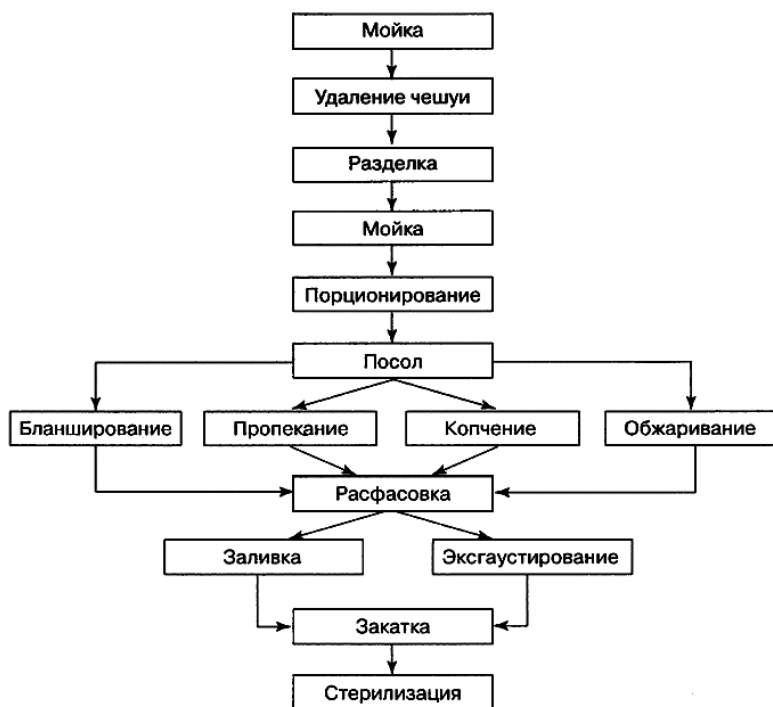 Мойка
Удаление чешуи
Разделка
Мойка
Порционирование
Посол
Бланширование
Пропекание
Копчение
Обжаривание
Расфасовка
Заливка
Эксгаустирование
Закатка
Стерилизация